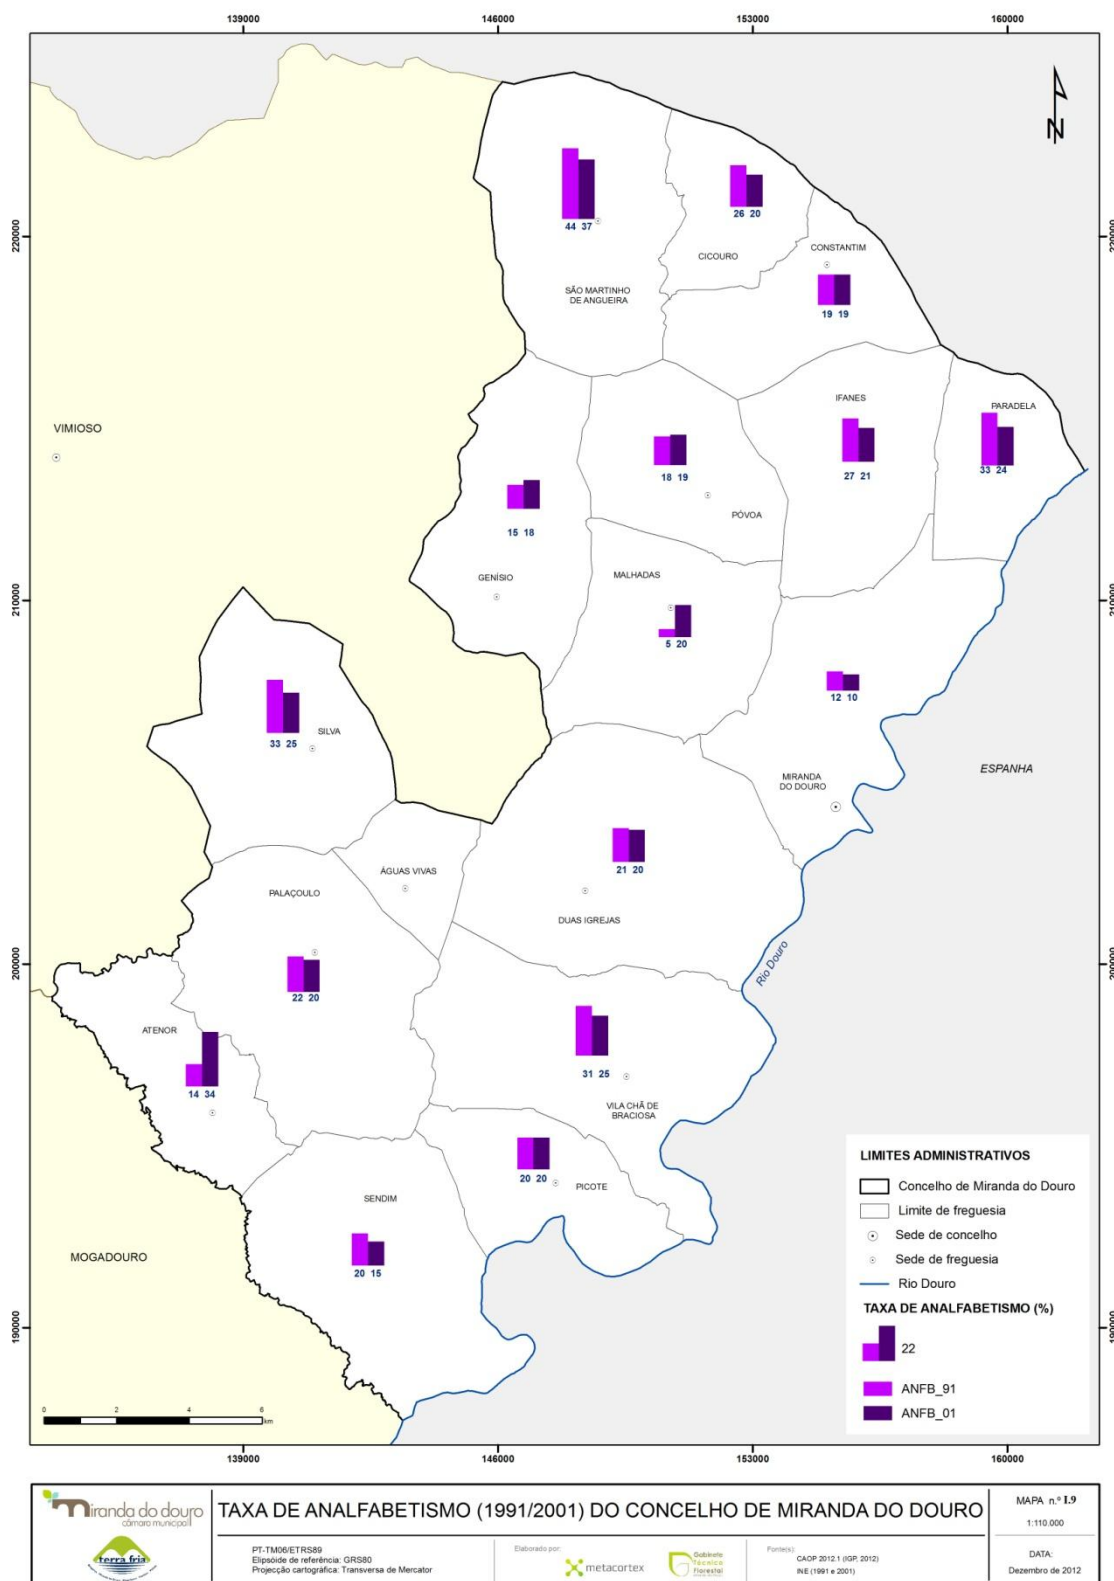 139000 146000 153000 160000
220000 220000
44 37
SÃO MARTINHO
DE ANGUEIRA
26 20
CICOURO
CONSTANTIM
19 19
VIMIOSO
IFANES
27 21
PARADELA
33 24
18 19
PÓVOA
15 18
GENÍSIO
MALHADAS
5 20
210000 210000
12 10
MIRANDA
DO DOURO
ESPANHA
33 25
SILVA
21 20
DUAS IGREJAS
ÁGUAS VIVAS
PALAÇOULO
22 20
Rio Douro
200000 200000
ATENOR
14 34
31 25
VILA CHÃ DE
BRACIOSA
20 20
PICOTE
SENDIM
20 15
MOGADOURO
190000 190000
LIMITES ADMINISTRATIVOS
Concelho de Miranda do Douro
Limite de freguesia
Sede de concelho
Sede de freguesia
Rio Douro
TAXA DE ANALFABETISMO (%)
22
ANFB_91
ANFB_01
N
0 2 4 6
km
139000 146000 153000 160000
miranda do douro
câmara municipal
terra fria
TAXA DE ANALFABETISMO (1991/2001) DO CONCELHO DE MIRANDA DO DOURO
PT-TM06/ETRS89
Elipsóide de referência: GRS80
Projecção cartográfica: Transversa de Mercator
Elaborado por:
metacortex
Gabinete
Técnico
Florestal
Fonte(s):
CAOP 2012.1 (IGP, 2012)
INE (1991 e 2001)
MAPA n.º I.9
1:110.000
DATA:
Dezembro de 2012